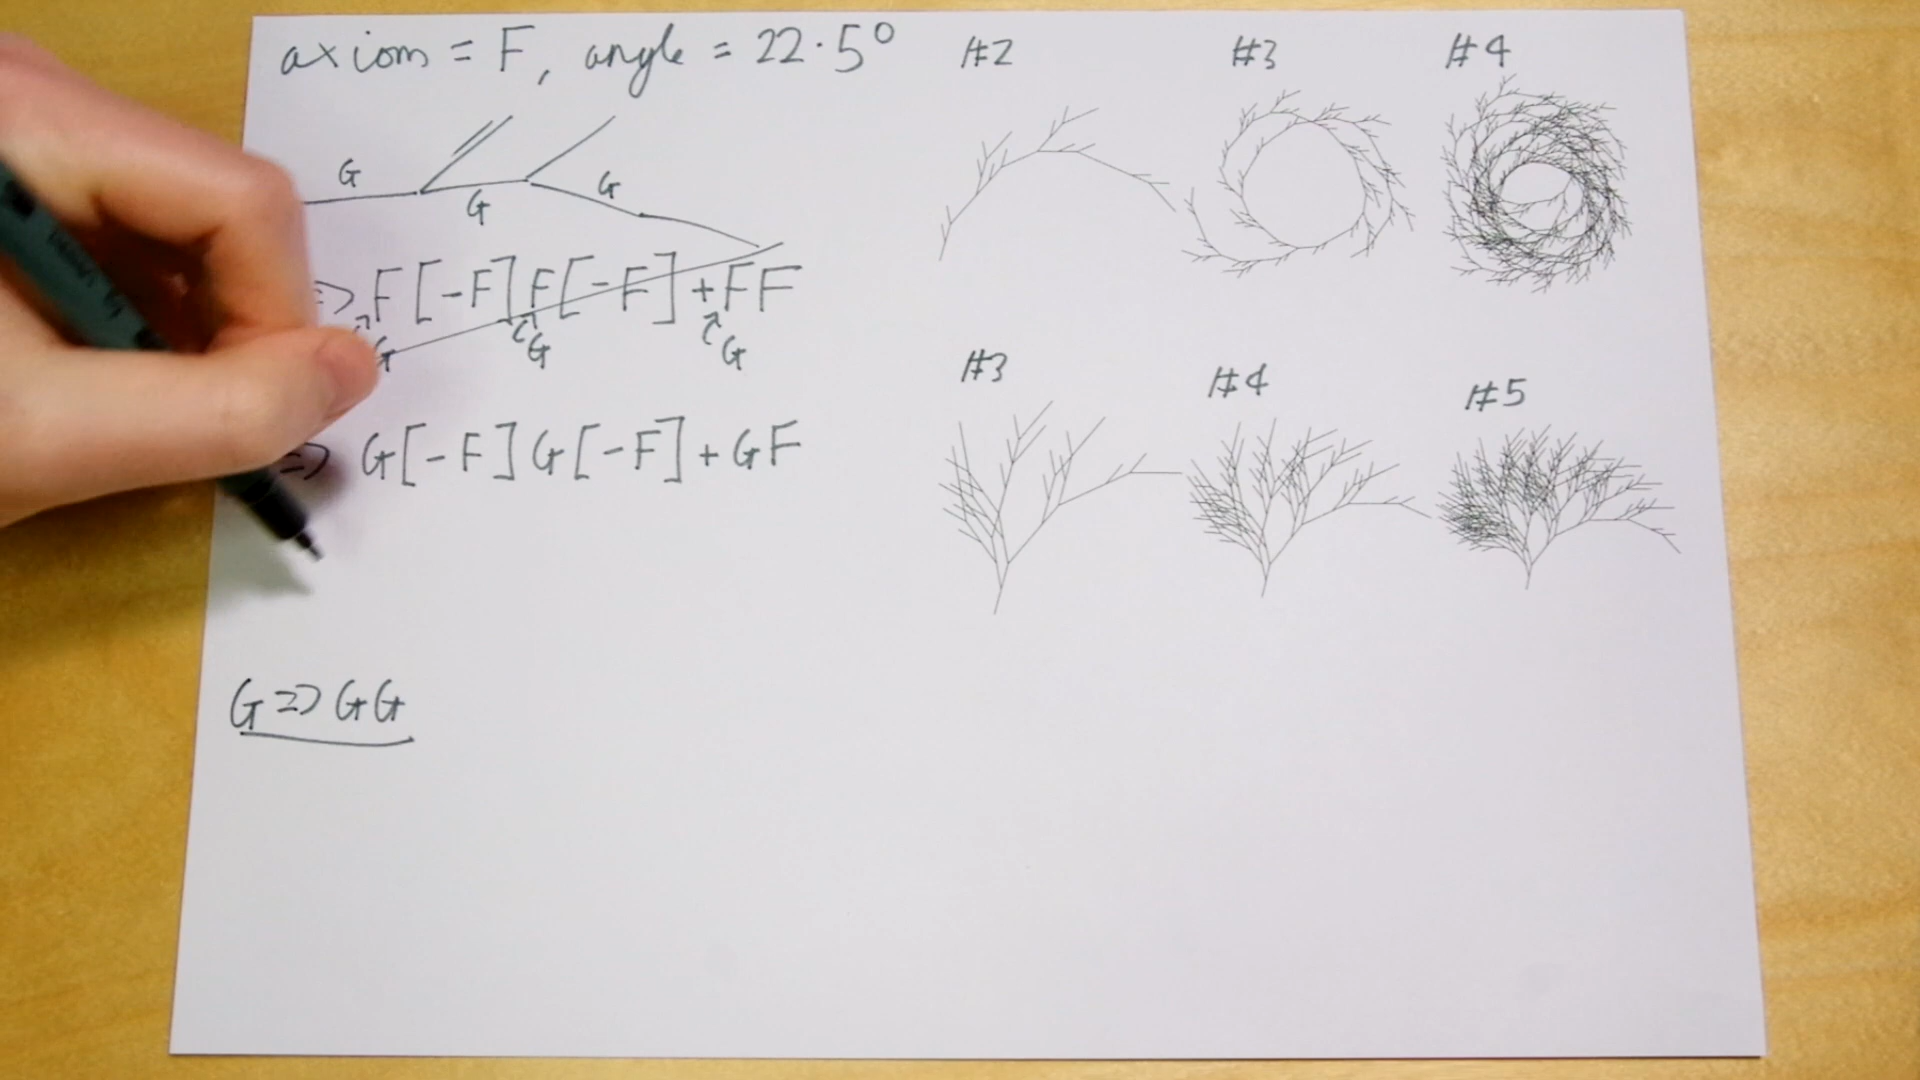 axiom = F, angle = 22.5°
#2 #3 #4
G
G
G
=> F[-F]F[-F]+FF
G G G
#3 #4 #5
=> G[-F]G[-F]+GF
G => GG